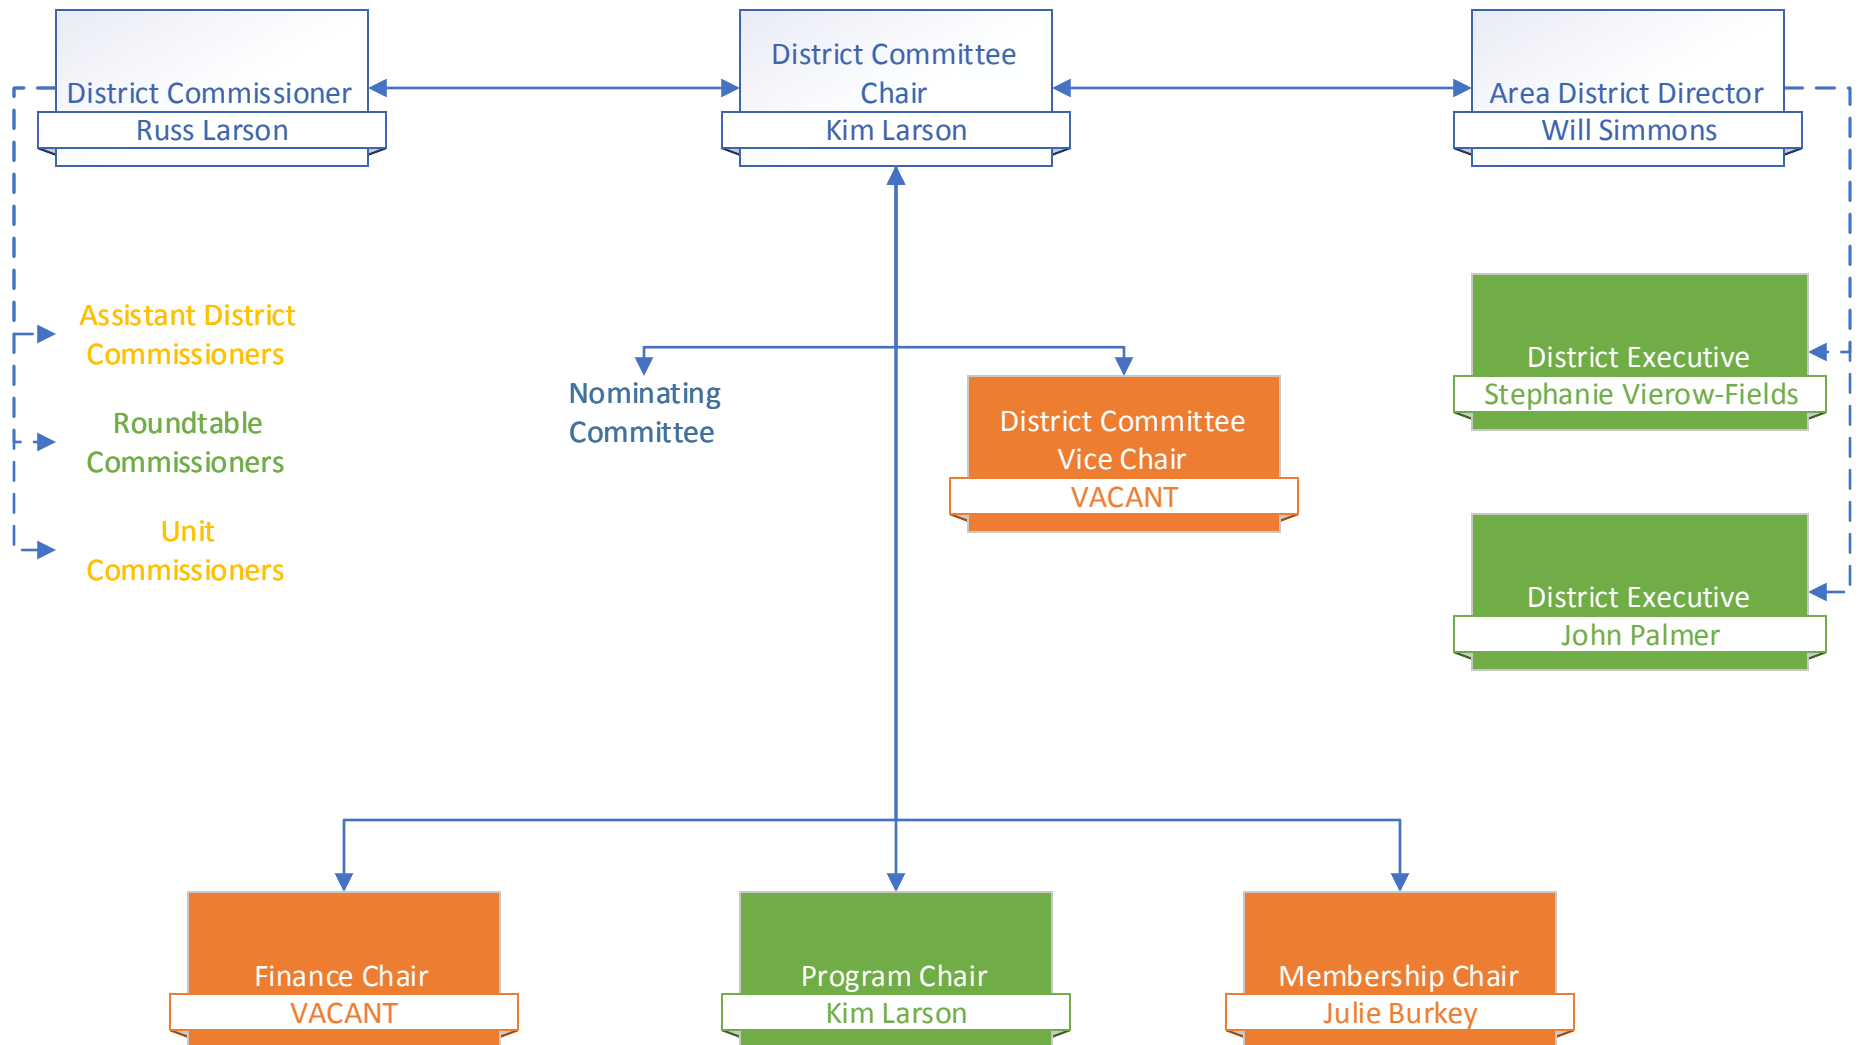 District Commissioner
Russ Larson
District Committee
Chair
Kim Larson
Area District Director
Will Simmons
Assistant District
Commissioners
Roundtable
Commissioners
Unit
Commissioners
Nominating
Committee
District Committee
Vice Chair
VACANT
District Executive
Stephanie Vierow-Fields
District Executive
John Palmer
Finance Chair
VACANT
Program Chair
Kim Larson
Membership Chair
Julie Burkey